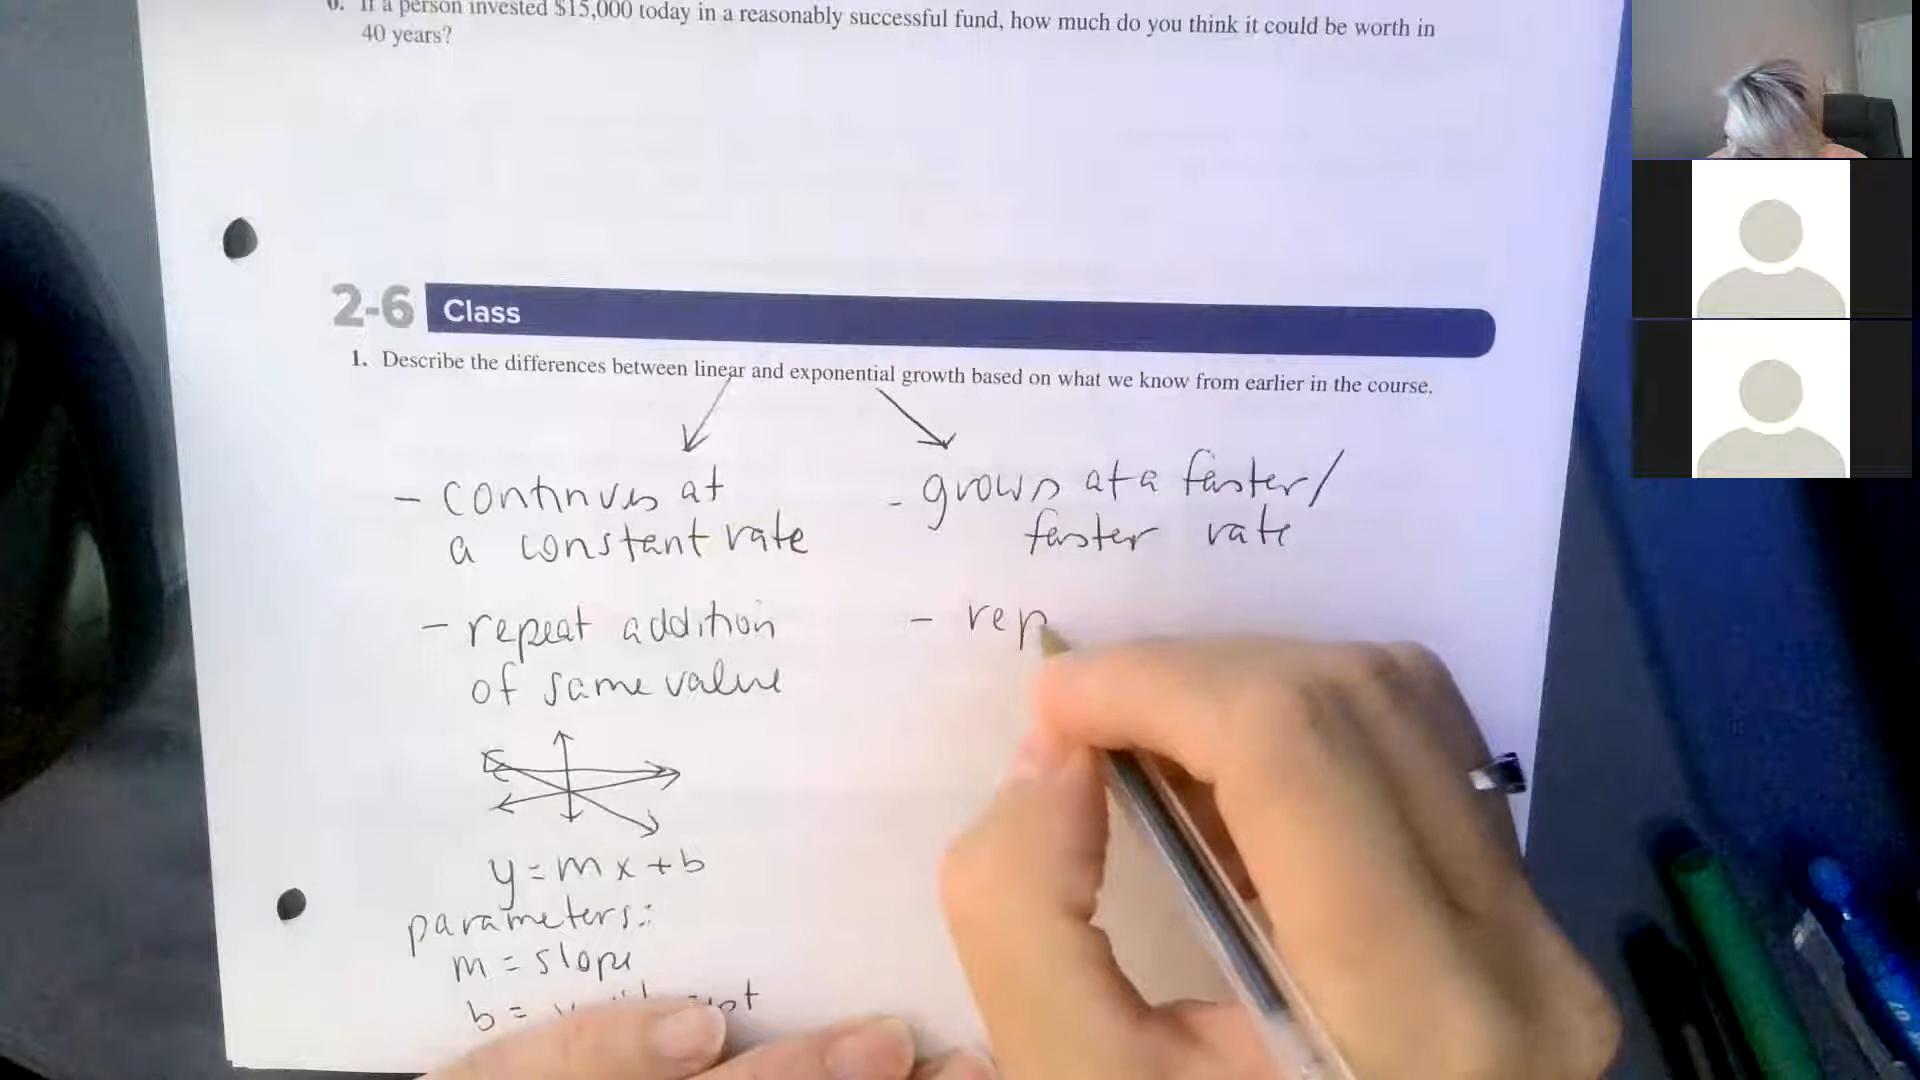 6. If a person invested $15,000 today in a reasonably successful fund, how much do you think it could be worth in
40 years?
2-6 Class
1. Describe the differences between linear and exponential growth based on what we know from earlier in the course.
- continues at
a constant rate
- repeat addition
of same value
y = mx + b
parameters:
m = slope
b =
- grows at a faster/
faster rate
- rep